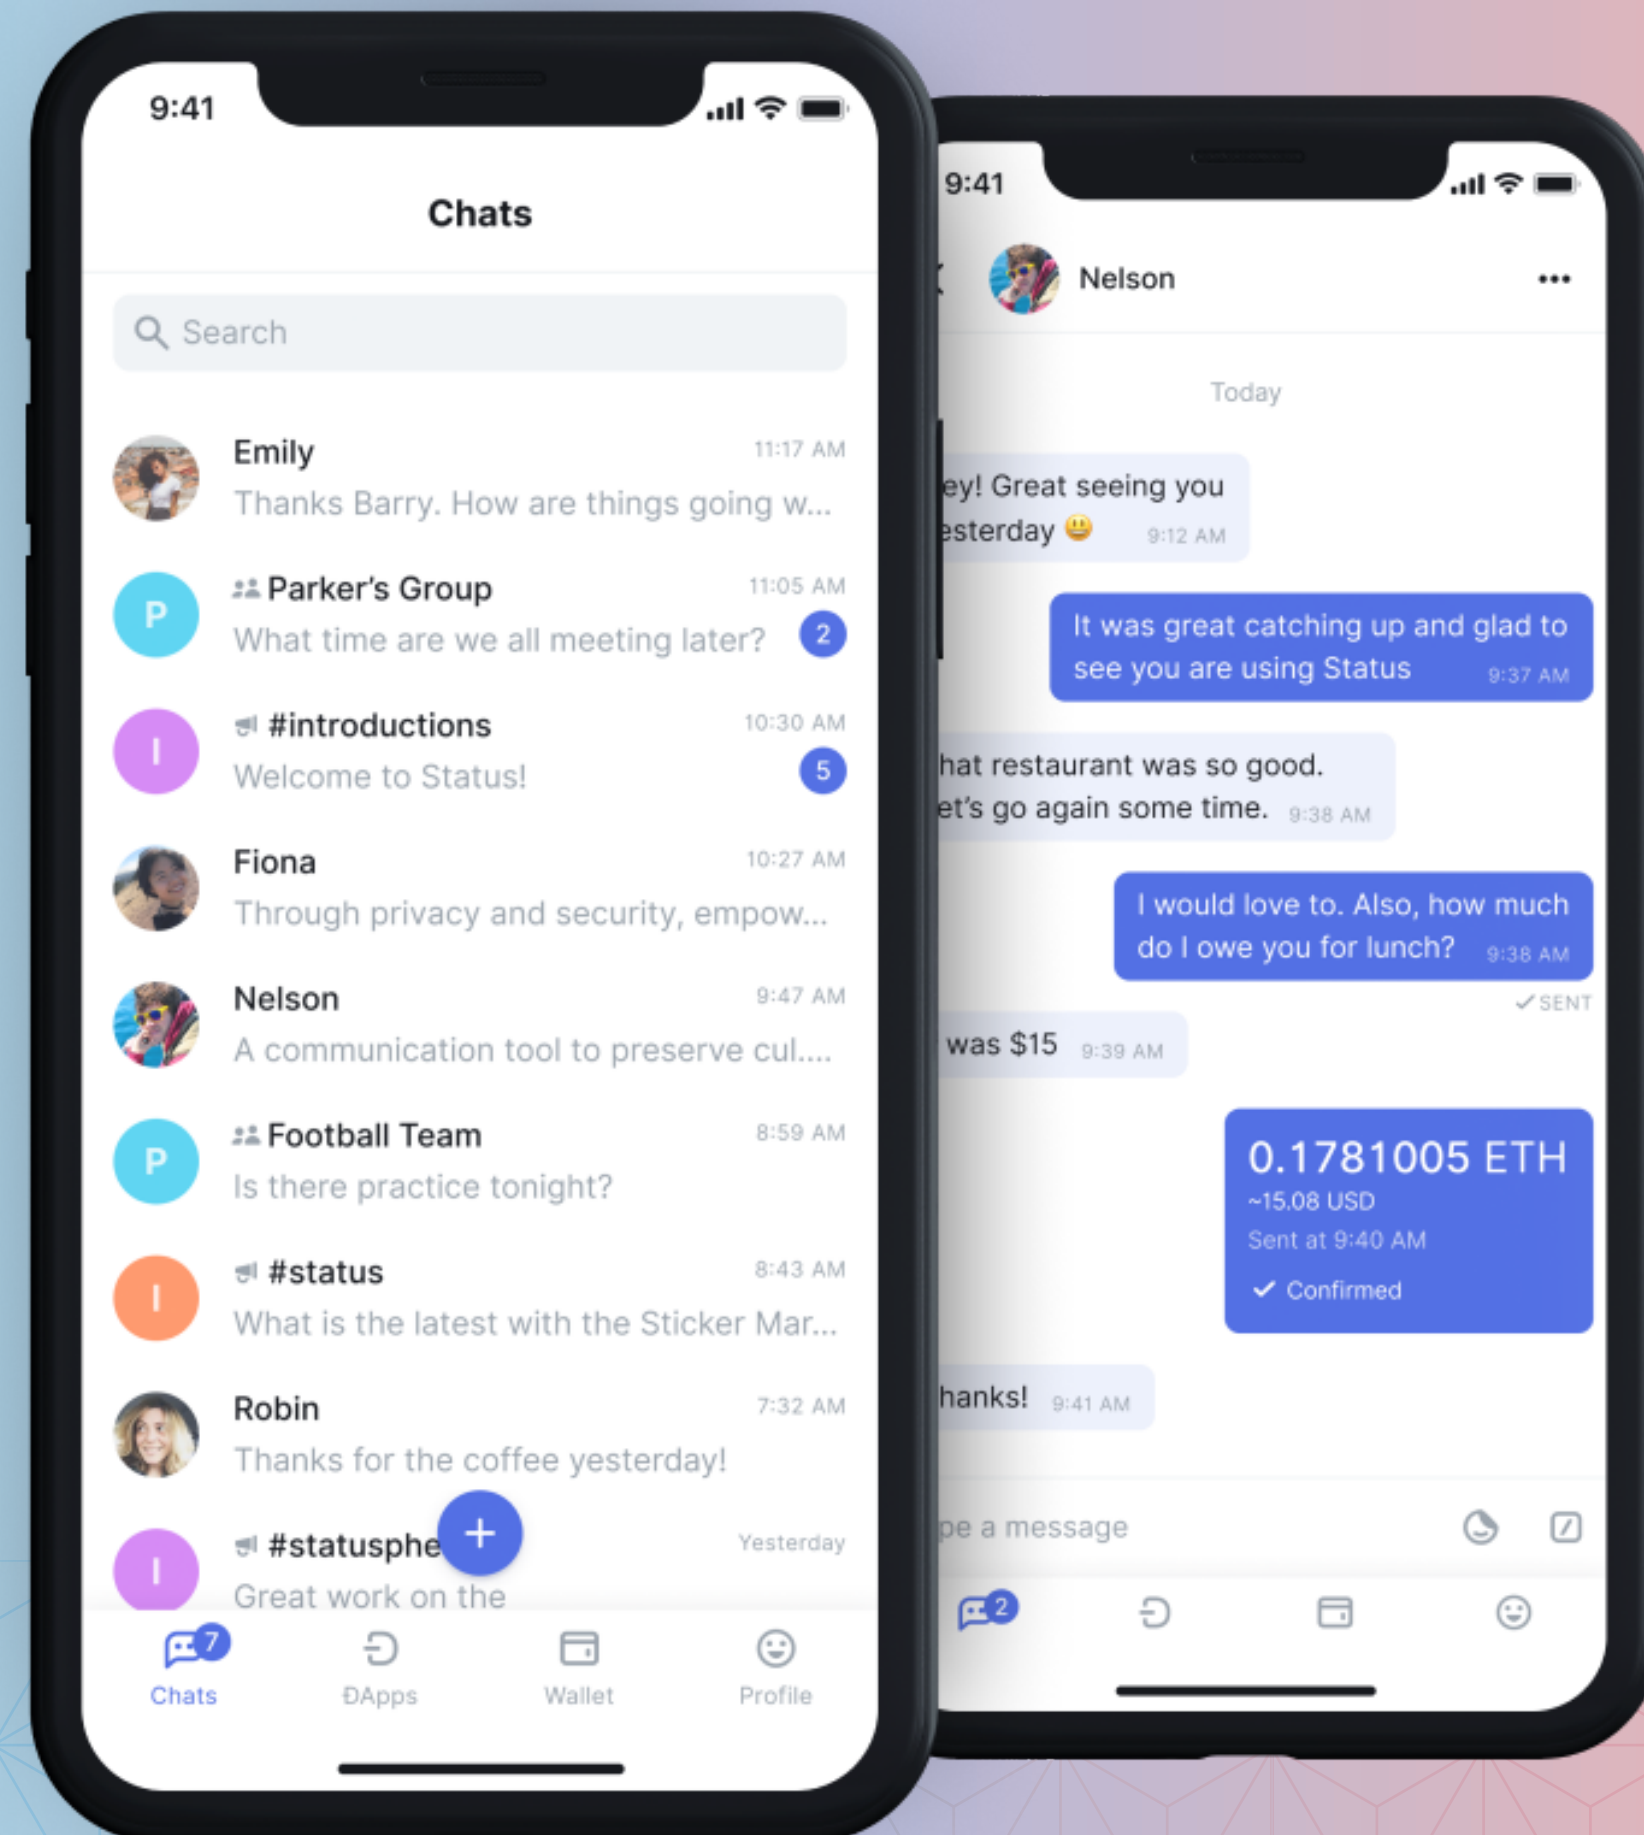 9:41
Chats
Search
Emily
11:17 AM
Thanks Barry. How are things going w...
P
Parker's Group
11:05 AM
What time are we all meeting later?
2
I
#introductions
10:30 AM
Welcome to Status!
5
Fiona
10:27 AM
Through privacy and security, empow...
Nelson
9:47 AM
A communication tool to preserve cul....
P
Football Team
8:59 AM
Is there practice tonight?
I
#status
8:43 AM
What is the latest with the Sticker Mar...
Robin
7:32 AM
Thanks for the coffee yesterday!
I
#statusphe
Yesterday
Great work on the
+
7
Chats
ĐApps
Wallet
Profile
9:41
Nelson
Today
ey! Great seeing you
esterday 😃 9:12 AM
It was great catching up and glad to
see you are using Status 9:37 AM
hat restaurant was so good.
et's go again some time. 9:38 AM
I would love to. Also, how much
do I owe you for lunch? 9:38 AM
✓ SENT
was $15 9:39 AM
0.1781005 ETH
~15.08 USD
Sent at 9:40 AM
✓ Confirmed
hanks! 9:41 AM
pe a message
2